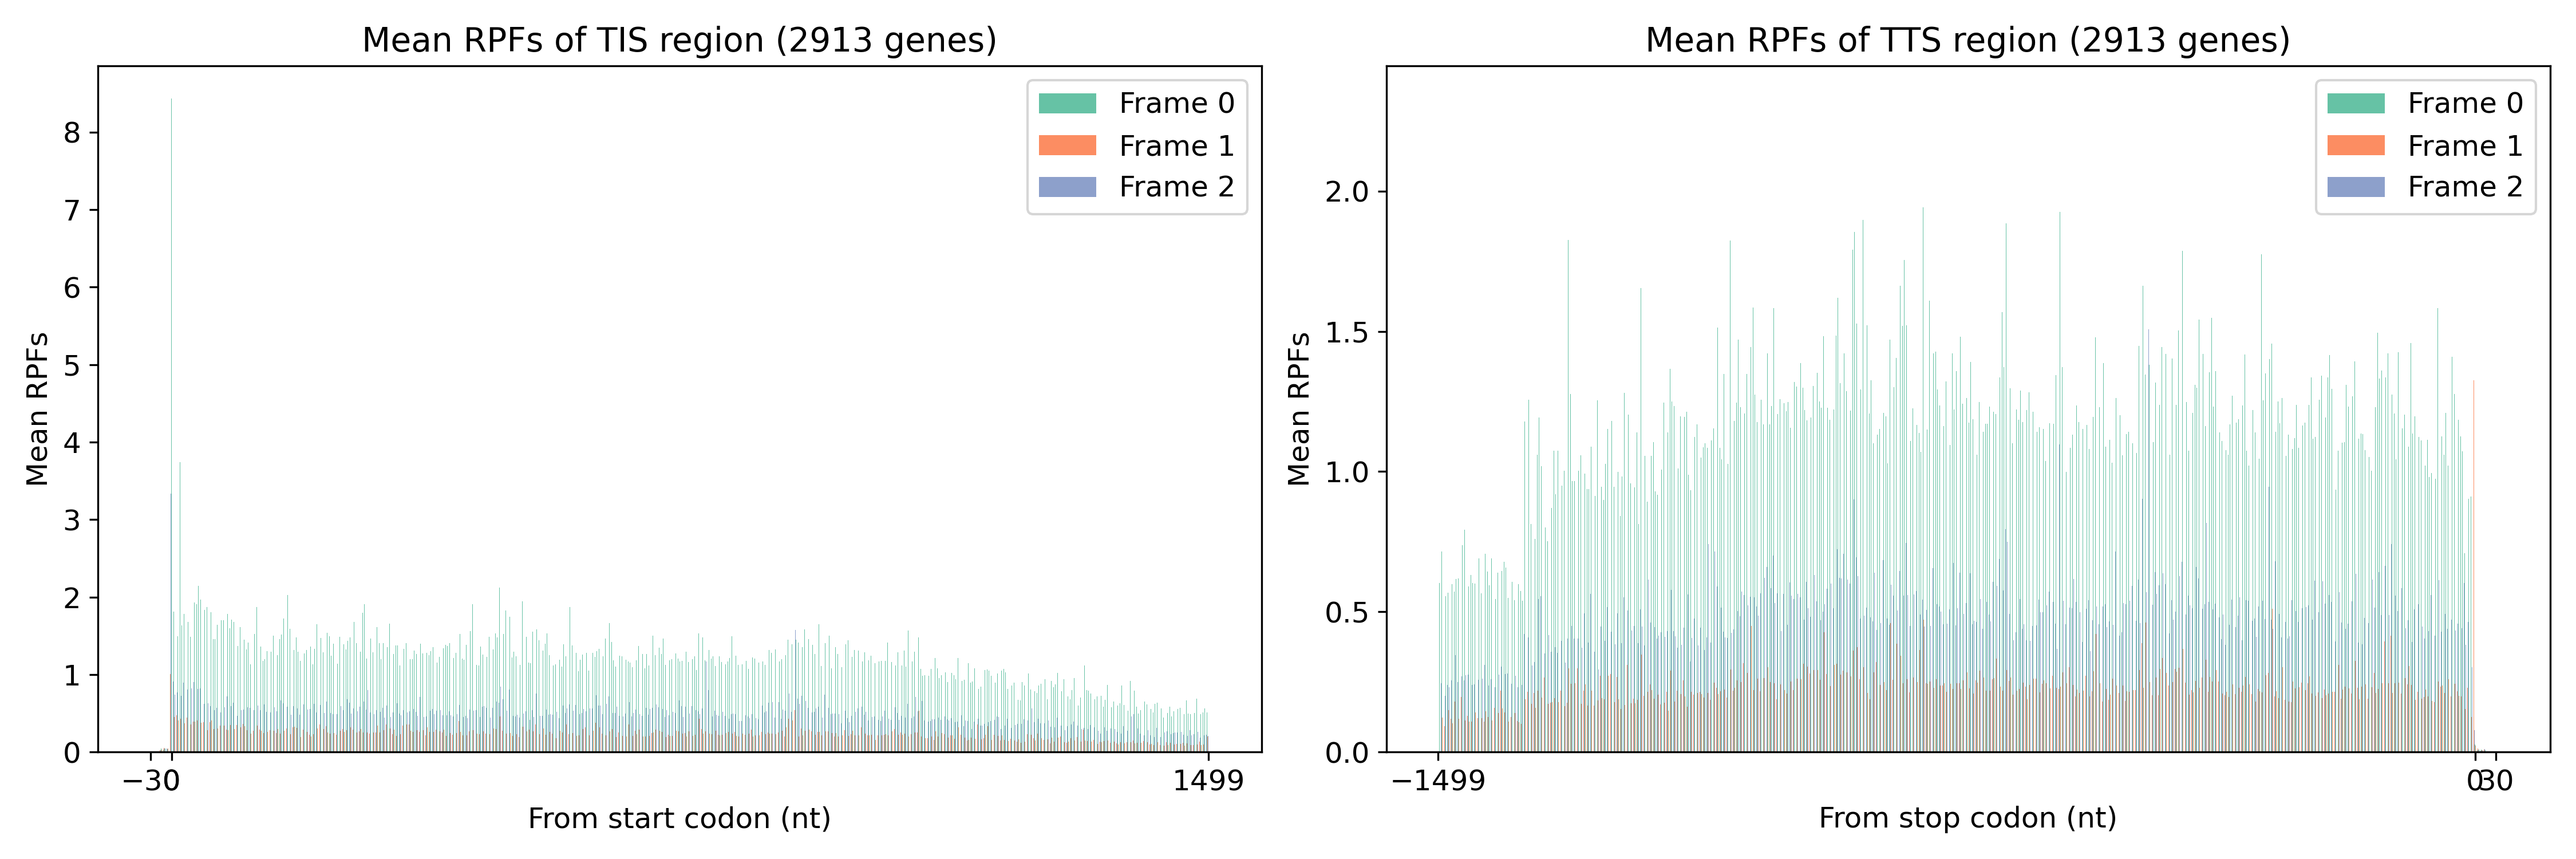 Mean RPFs of TIS region (2913 genes)
Mean RPFs
8
7
6
5
4
3
2
1
0
Frame 0
Frame 1
Frame 2
−30
0
1499
From start codon (nt)
Mean RPFs of TTS region (2913 genes)
Mean RPFs
2.0
1.5
1.0
0.5
0.0
Frame 0
Frame 1
Frame 2
−1499
0
30
From stop codon (nt)